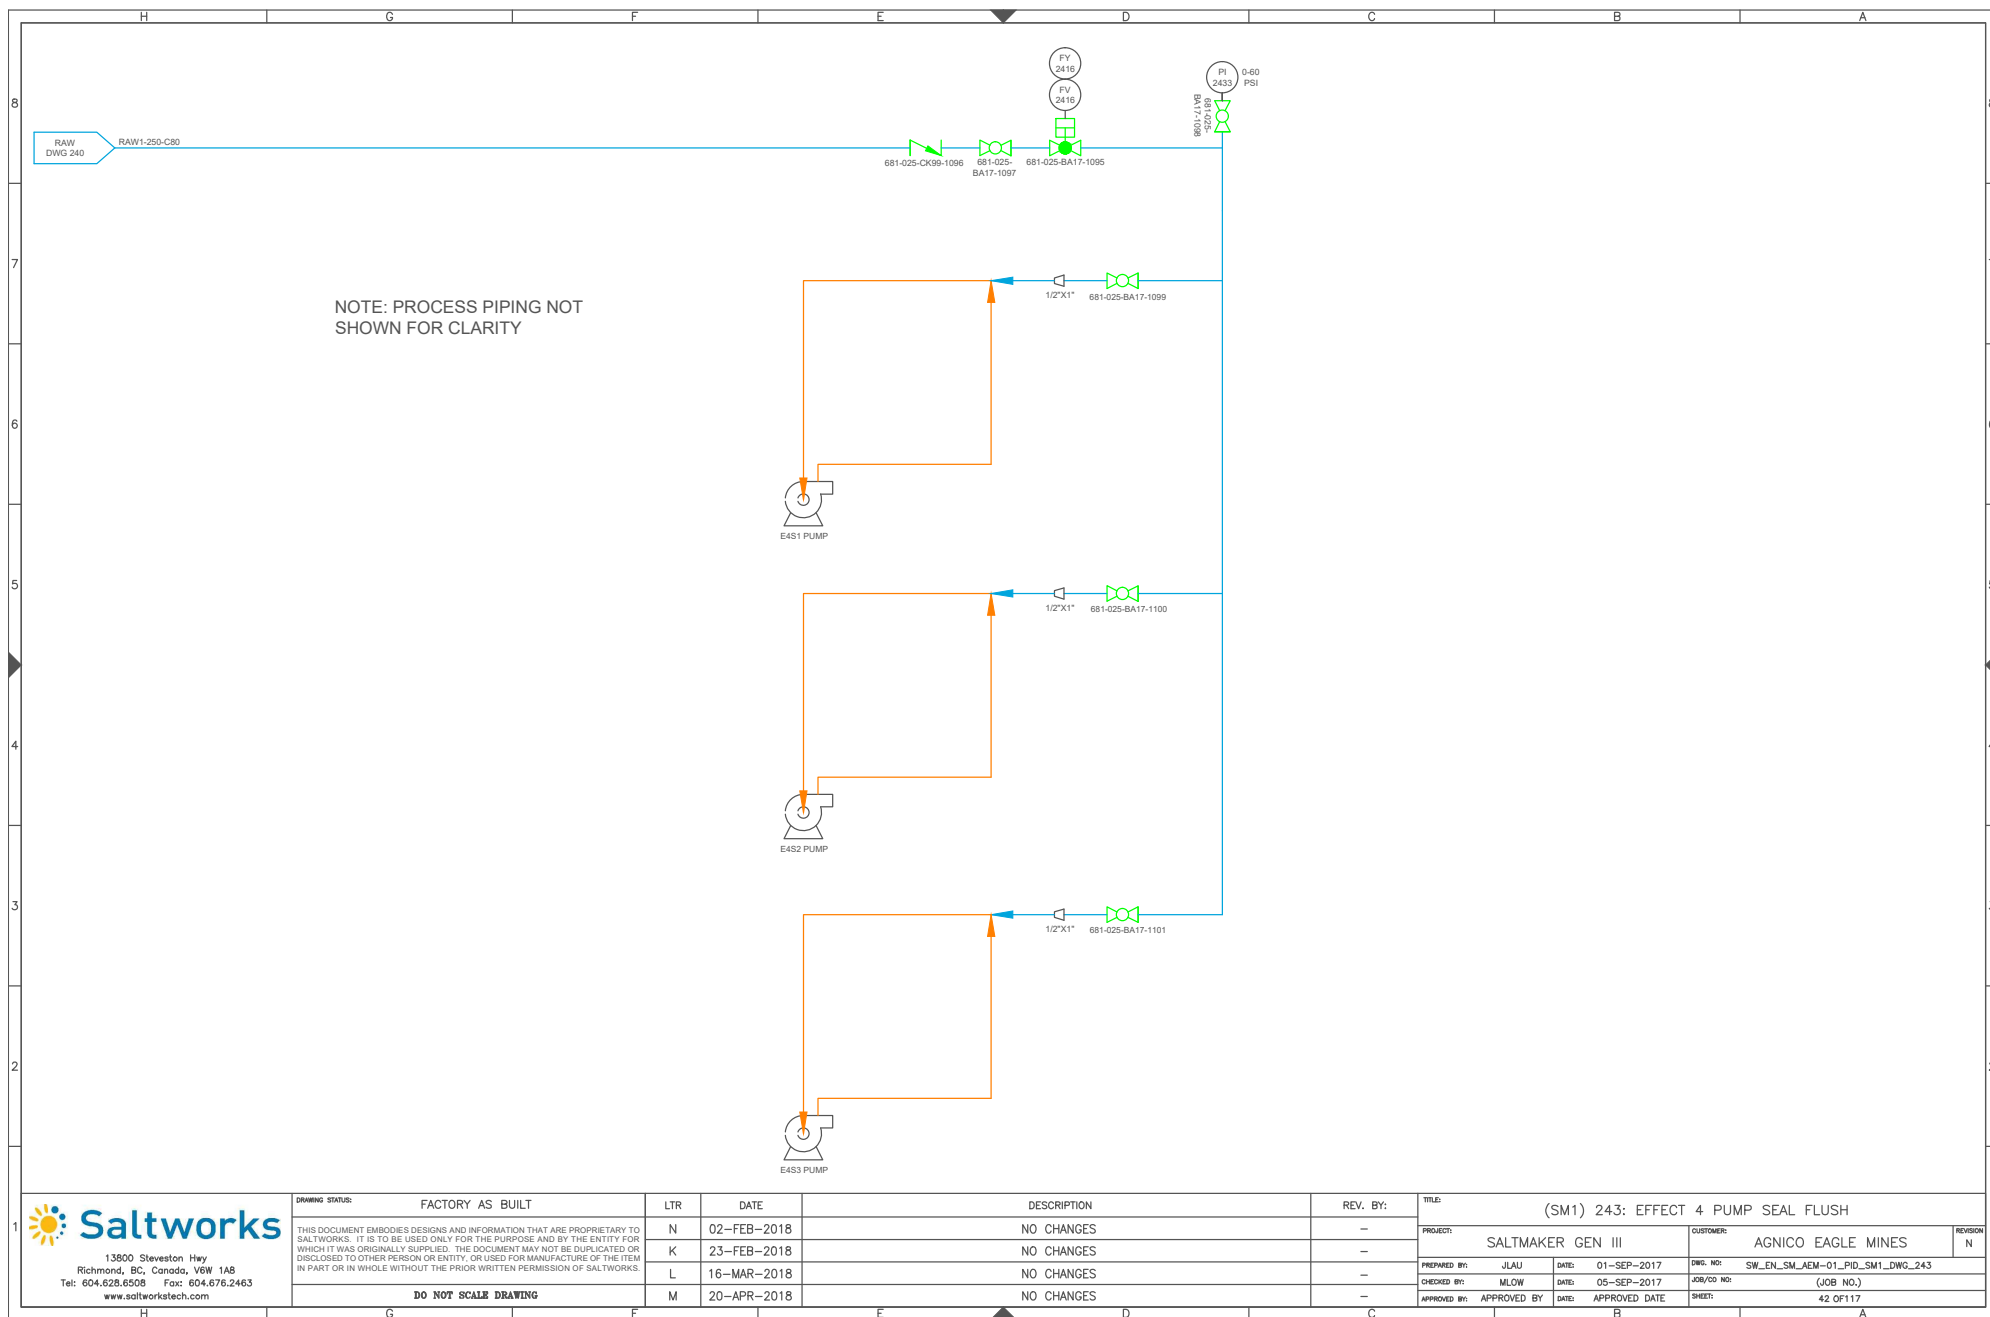 H G F E D C B A
8
7
6
5
4
3
2
1
FY
2416
FV
2416
PI
2433
0-60
PSI
681-025-
BA17-1098
RAW
DWG 240
RAW1-250-C80
681-025-CK99-1096
681-025-
BA17-1097
681-025-BA17-1095
NOTE: PROCESS PIPING NOT
SHOWN FOR CLARITY
1/2"X1"
681-025-BA17-1099
E4S1 PUMP
1/2"X1"
681-025-BA17-1100
E4S2 PUMP
1/2"X1"
681-025-BA17-1101
E4S3 PUMP
Saltworks
13800 Steveston Hwy
Richmond, BC, Canada, V6W 1A8
Tel: 604.628.6508 Fax: 604.676.2463
www.saltworkstech.com
DRAWING STATUS: FACTORY AS BUILT
THIS DOCUMENT EMBODIES DESIGNS AND INFORMATION THAT ARE PROPRIETARY TO
SALTWORKS. IT IS TO BE USED ONLY FOR THE PURPOSE AND BY THE ENTITY FOR
WHICH IT WAS ORIGINALLY SUPPLIED. THE DOCUMENT MAY NOT BE DUPLICATED OR
DISCLOSED TO OTHER PERSON OR ENTITY, OR USED FOR MANUFACTURE OF THE ITEM
IN PART OR IN WHOLE WITHOUT THE PRIOR WRITTEN PERMISSION OF SALTWORKS.
DO NOT SCALE DRAWING
LTR DATE DESCRIPTION REV. BY:
N 02-FEB-2018 NO CHANGES -
K 23-FEB-2018 NO CHANGES -
L 16-MAR-2018 NO CHANGES -
M 20-APR-2018 NO CHANGES -
TITLE:
(SM1) 243: EFFECT 4 PUMP SEAL FLUSH
PROJECT: SALTMAKER GEN III
CUSTOMER: AGNICO EAGLE MINES
REVISION
N
PREPARED BY: JLAU DATE: 01-SEP-2017 DWG. NO: SW_EN_SM_AEM-01_PID_SM1_DWG_243
CHECKED BY: MLOW DATE: 05-SEP-2017 JOB/CO NO: (JOB NO.)
APPROVED BY: APPROVED BY DATE: APPROVED DATE SHEET: 42 OF117
H G F E D C B A